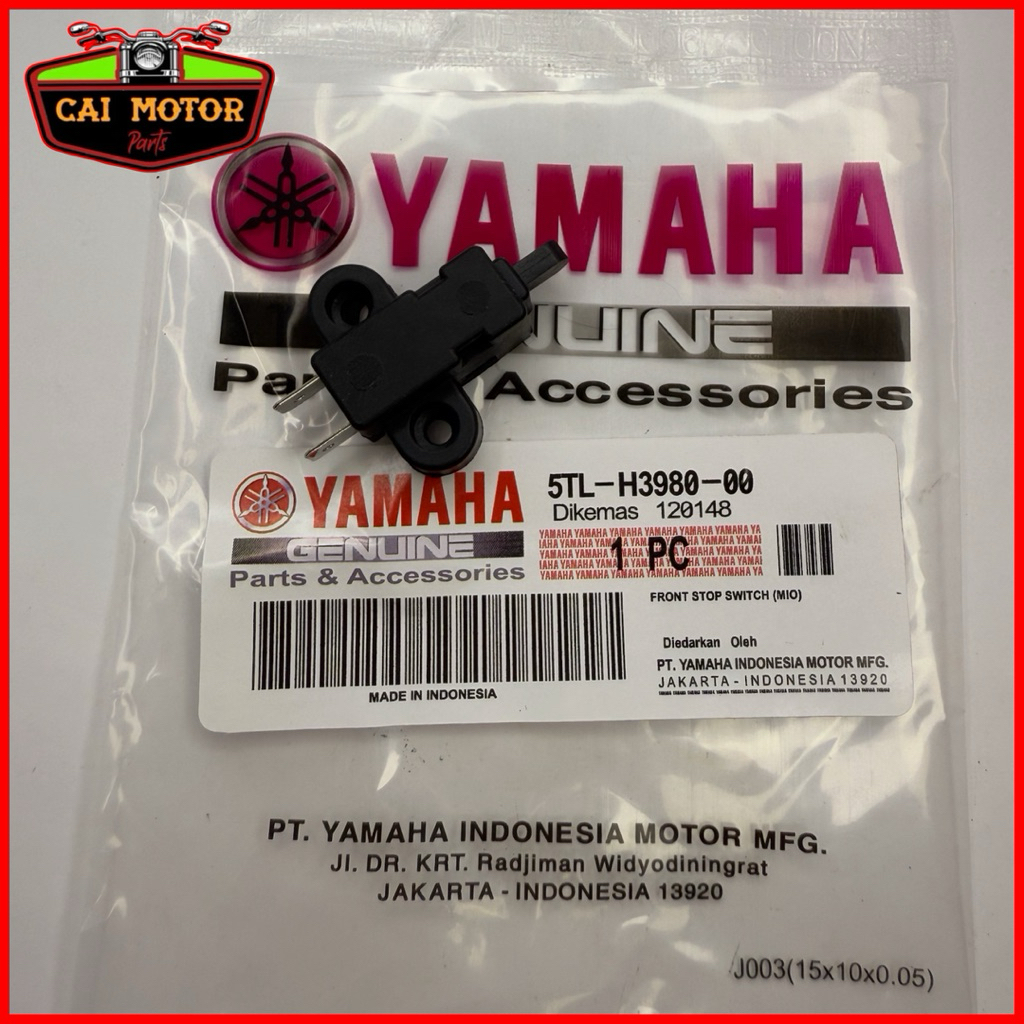 CAI MOTOR
Parts
YAMAHA
GENUINE
Parts & Accessories
YAMAHA
GENUINE
Parts & Accessories
5TL-H3980-00
Dikemas 120148
1 PC
FRONT STOP SWITCH (MIO)
Diedarkan Oleh
PT. YAMAHA INDONESIA MOTOR MFG.
JAKARTA - INDONESIA 13920
MADE IN INDONESIA
PT. YAMAHA INDONESIA MOTOR MFG.
Jl. DR. KRT. Radjiman Widyodiningrat
JAKARTA - INDONESIA 13920
J003(15x10x0.05)